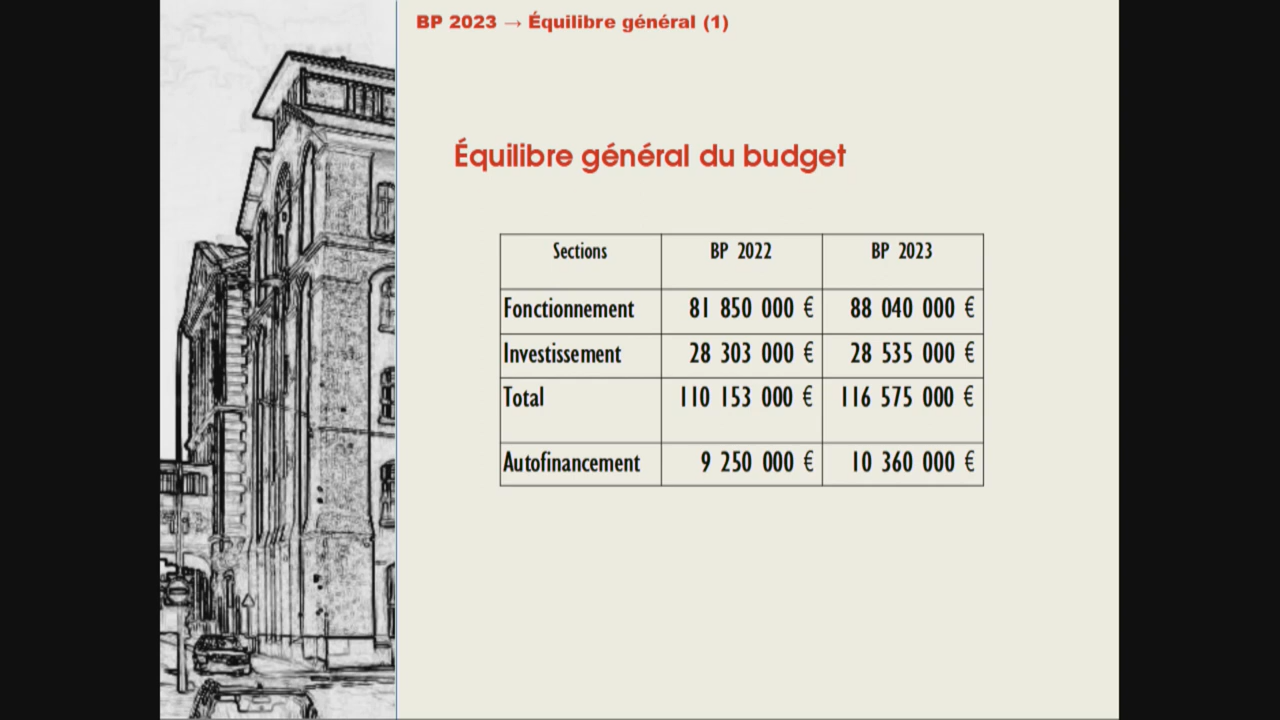 BP 2023 → Équilibre général (1)
Équilibre général du budget
Sections BP 2022 BP 2023
Fonctionnement 81 850 000 € 88 040 000 €
Investissement 28 303 000 € 28 535 000 €
Total 110 153 000 € 116 575 000 €
Autofinancement 9 250 000 € 10 360 000 €